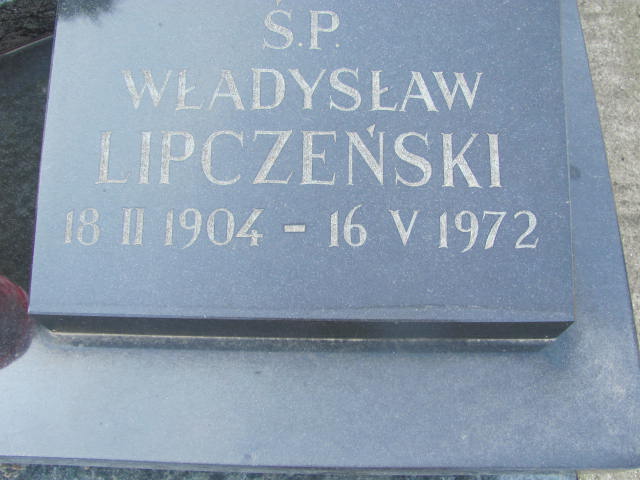 Ś.P.
WŁADYSŁAW
LIPCZEŃSKI
18 II 1904 - 16 V 1972